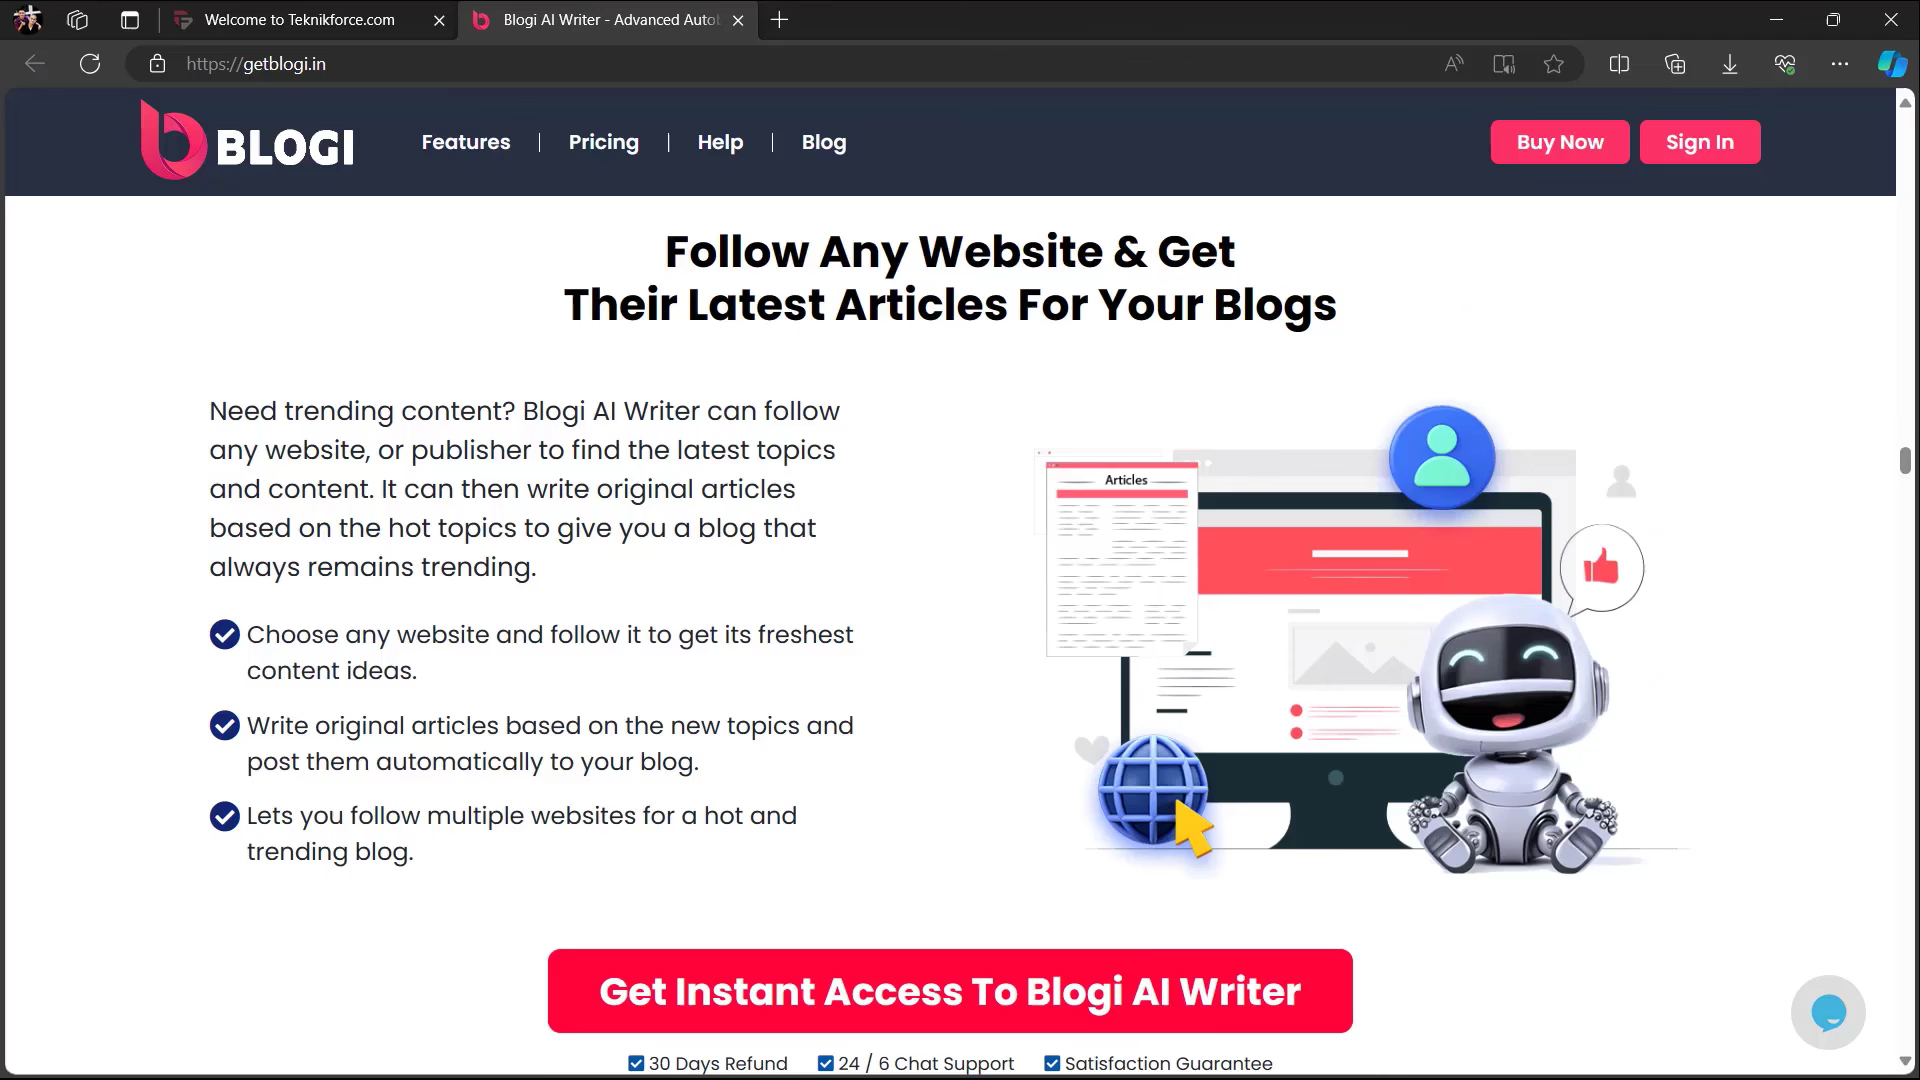 Welcome to Teknikforce.com
Blogi AI Writer - Advanced Autob
https://getblogi.in
BLOGI
Features
Pricing
Help
Blog
Buy Now
Sign In
Follow Any Website & Get
Their Latest Articles For Your Blogs
Need trending content? Blogi AI Writer can follow
any website, or publisher to find the latest topics
and content. It can then write original articles
based on the hot topics to give you a blog that
always remains trending.
Choose any website and follow it to get its freshest
content ideas.
Write original articles based on the new topics and
post them automatically to your blog.
Lets you follow multiple websites for a hot and
trending blog.
Articles
Get Instant Access To Blogi AI Writer
30 Days Refund
24 / 6 Chat Support
Satisfaction Guarantee